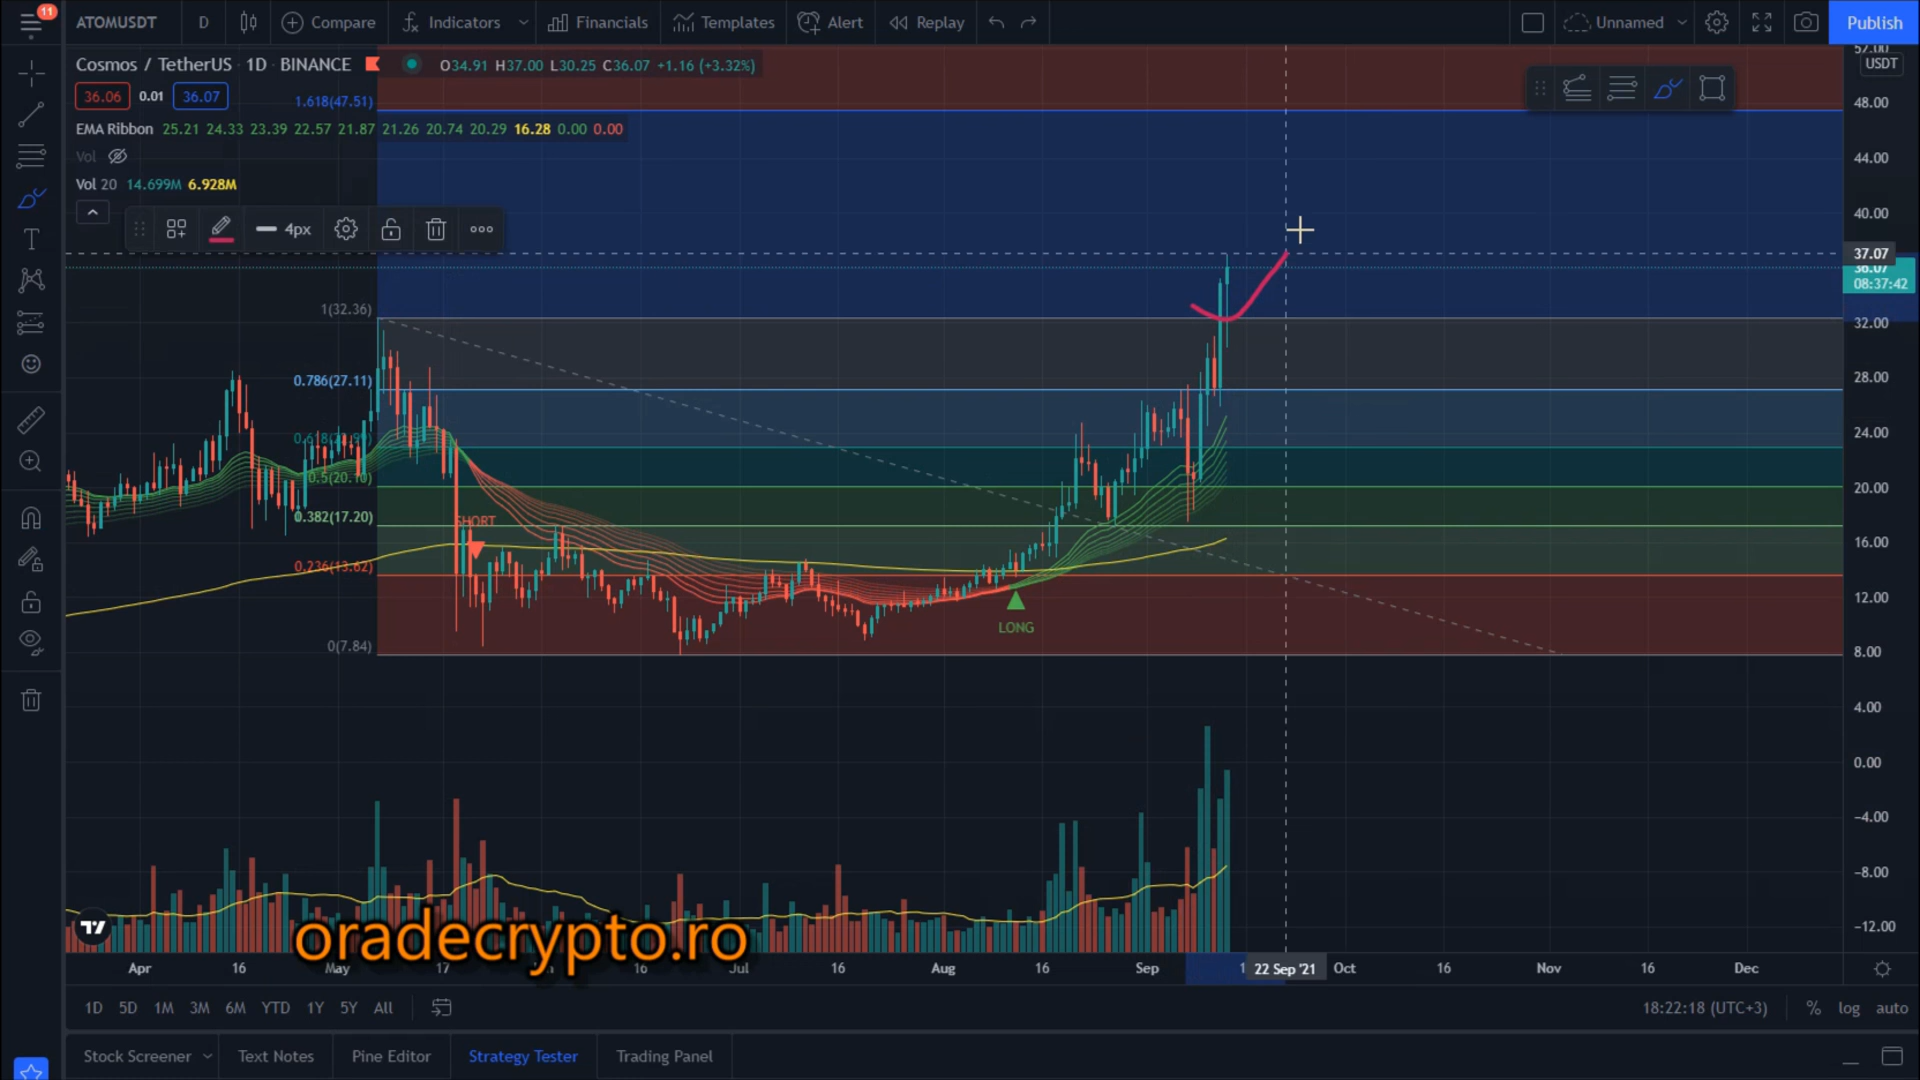 11
ATOMUSDT D Compare Indicators Financials Templates Alert Replay Unnamed Publish
Cosmos / TetherUS 1D BINANCE O34.91 H37.00 L30.25 C36.07 +1.16 (+3.32%)
36.06 0.01 36.07
1.618(47.51)
EMA Ribbon 25.21 24.33 23.39 22.57 21.87 21.26 20.74 20.29 16.28 0.00 0.00
Vol
Vol 20 14.699M 6.928M
4px
1(32.36)
0.786(27.11)
0.5(20.10)
0.382(17.20)
0.236(13.62)
0(7.84)
SHORT
LONG
57.00
USDT
48.00
44.00
40.00
37.07
36.07
08:37:42
32.00
28.00
24.00
20.00
16.00
12.00
8.00
4.00
0.00
−4.00
−8.00
−12.00
oradecrypto.ro
Apr 16 May 17 16 Jul 16 Aug 16 Sep 22 Sep '21 Oct 16 Nov 16 Dec
1D 5D 1M 3M 6M YTD 1Y 5Y All 18:22:18 (UTC+3) % log auto
Stock Screener Text Notes Pine Editor Strategy Tester Trading Panel